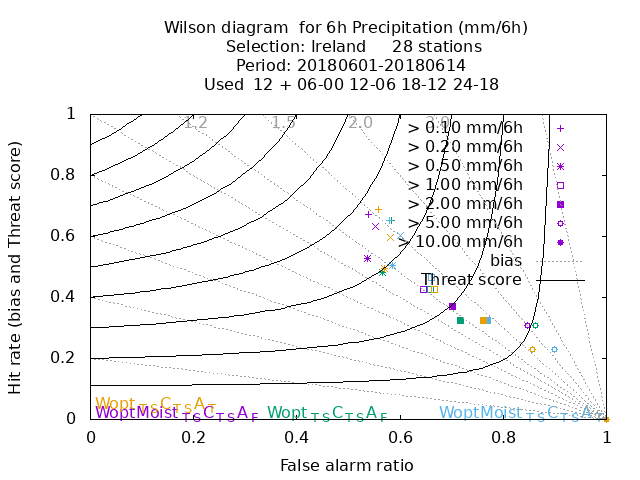 Wilson diagram  for 6h Precipitation (mm/6h)
Selection: Ireland     28 stations
Period: 20180601-20180614
Used  12 + 06-00 12-06 18-12 24-18
1
0.8
0.6
0.4
0.2
0
Hit rate (bias and Threat score)
1.2
1.5
2.0
> 0.10 mm/6h
> 0.20 mm/6h
> 0.50 mm/6h
> 1.00 mm/6h
> 2.00 mm/6h
> 5.00 mm/6h
> 10.00 mm/6h
bias
Threat score
Wopt TSCTSAT
WoptMoist TSCTSAF
Wopt TSCTSAF
WoptMoist TSCTSA
0
0.2
0.4
0.6
0.8
1
False alarm ratio